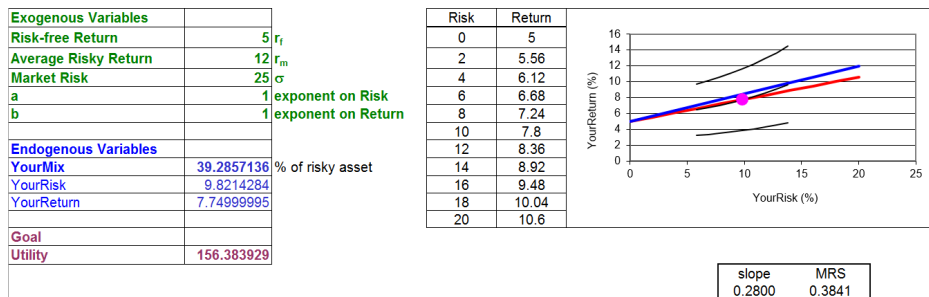 Exogenous Variables
Risk-free Return 5 rf
Average Risky Return 12 rm
Market Risk 25 σ
a 1 exponent on Risk
b 1 exponent on Return
Endogenous Variables
YourMix 39.2857136 % of risky asset
YourRisk 9.8214284
YourReturn 7.74999995
Goal
Utility 156.383929
Risk Return
0 5
2 5.56
4 6.12
6 6.68
8 7.24
10 7.8
12 8.36
14 8.92
16 9.48
18 10.04
20 10.6
YourReturn (%)
16
14
12
10
8
6
4
2
0
0 5 10 15 20 25
YourRisk (%)
slope MRS
0.2800 0.3841